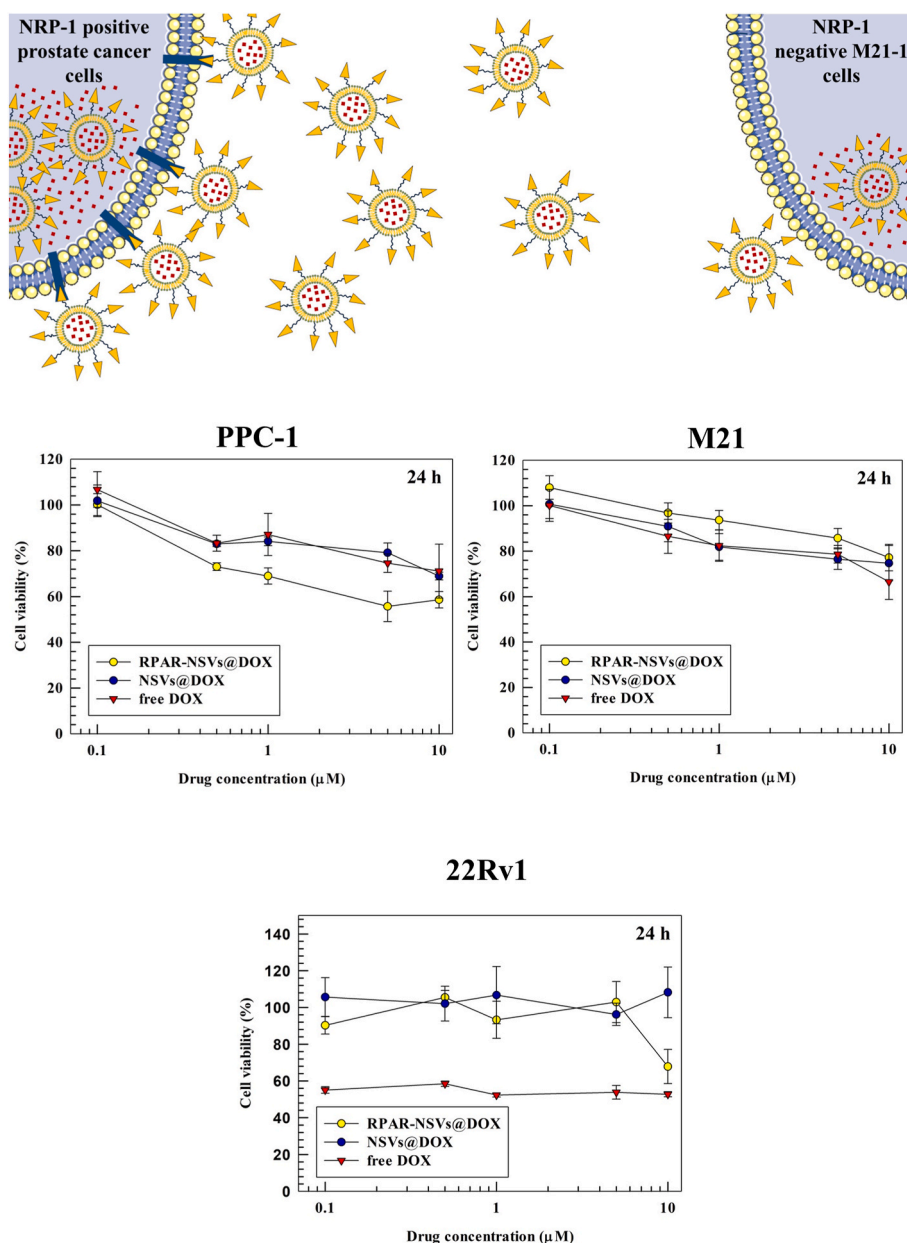 NRP-1 positive
prostate cancer
cells
NRP-1
negative M21-1
cells
PPC-1
24 h
120
100
80
60
40
20
0
Cell viability (%)
RPAR-NSVs@DOX
NSVs@DOX
free DOX
0.1
1
10
Drug concentration (μM)
M21
24 h
120
100
80
60
40
20
0
Cell viability (%)
RPAR-NSVs@DOX
NSVs@DOX
free DOX
0.1
1
10
Drug concentration (μM)
22Rv1
24 h
140
120
100
80
60
40
20
0
Cell viability (%)
RPAR-NSVs@DOX
NSVs@DOX
free DOX
0.1
1
10
Drug concentration (μM)